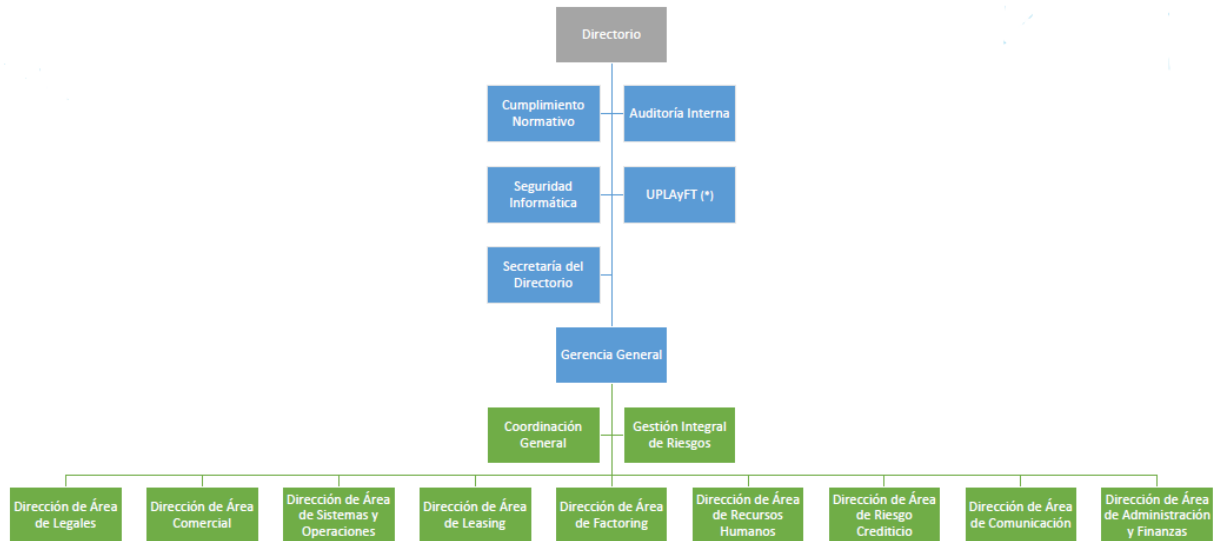 Directorio
Cumplimiento
Normativo
Auditoría Interna
Seguridad
Informática
UPLAyFT (*)
Secretaría del
Directorio
Gerencia General
Coordinación
General
Gestión Integral
de Riesgos
Dirección de Área
de Legales
Dirección de Área
Comercial
Dirección de Área
de Sistemas y
Operaciones
Dirección de Área
de Leasing
Dirección de Área
de Factoring
Dirección de Área
de Recursos
Humanos
Dirección de Área
de Riesgo
Crediticio
Dirección de Área
de Comunicación
Dirección de Área
de Administración
y Finanzas